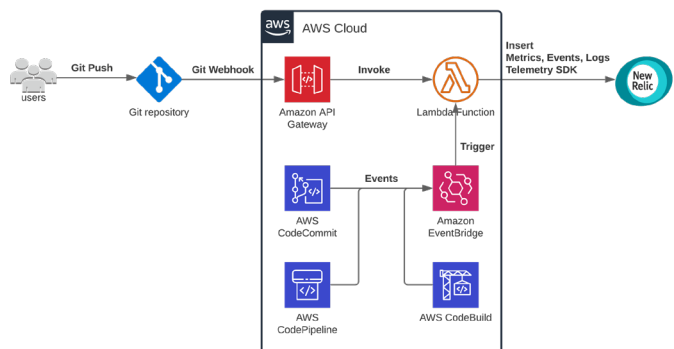 aws
AWS Cloud
Git Push
users
Git repository
Git Webhook
Amazon API
Gateway
Invoke
Lambda Function
Insert
Metrics, Events, Logs
Telemetry SDK
New
Relic
Trigger
AWS
CodeCommit
Events
Amazon
EventBridge
AWS
CodePipeline
AWS CodeBuild